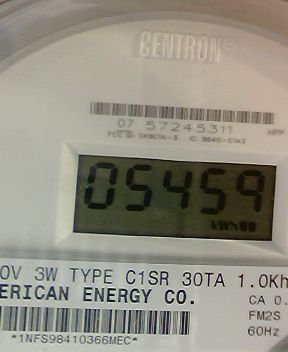 CENTRON®
07 57245311
HPP
05459
kWh
0V 3W TYPE C1SR 30TA 1.0Kh
ERICAN ENERGY CO.
CA 0.
FM2S
60Hz
*1NFS98410366MEC*